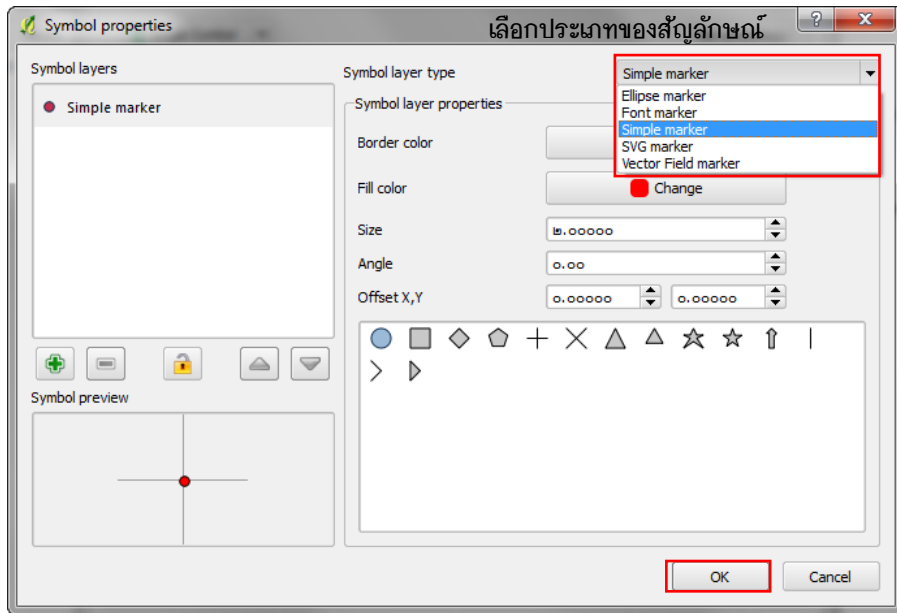 Symbol properties
เลือกประเภทของสัญลักษณ์
Symbol layers
Simple marker
Symbol layer type
Simple marker
Ellipse marker
Font marker
Simple marker
SVG marker
Vector Field marker
Symbol layer properties
Border color
Fill color
Change
Size
๒.๐๐๐๐๐
Angle
๐.๐๐
Offset X,Y
๐.๐๐๐๐๐ ๐.๐๐๐๐๐
Symbol preview
OK
Cancel